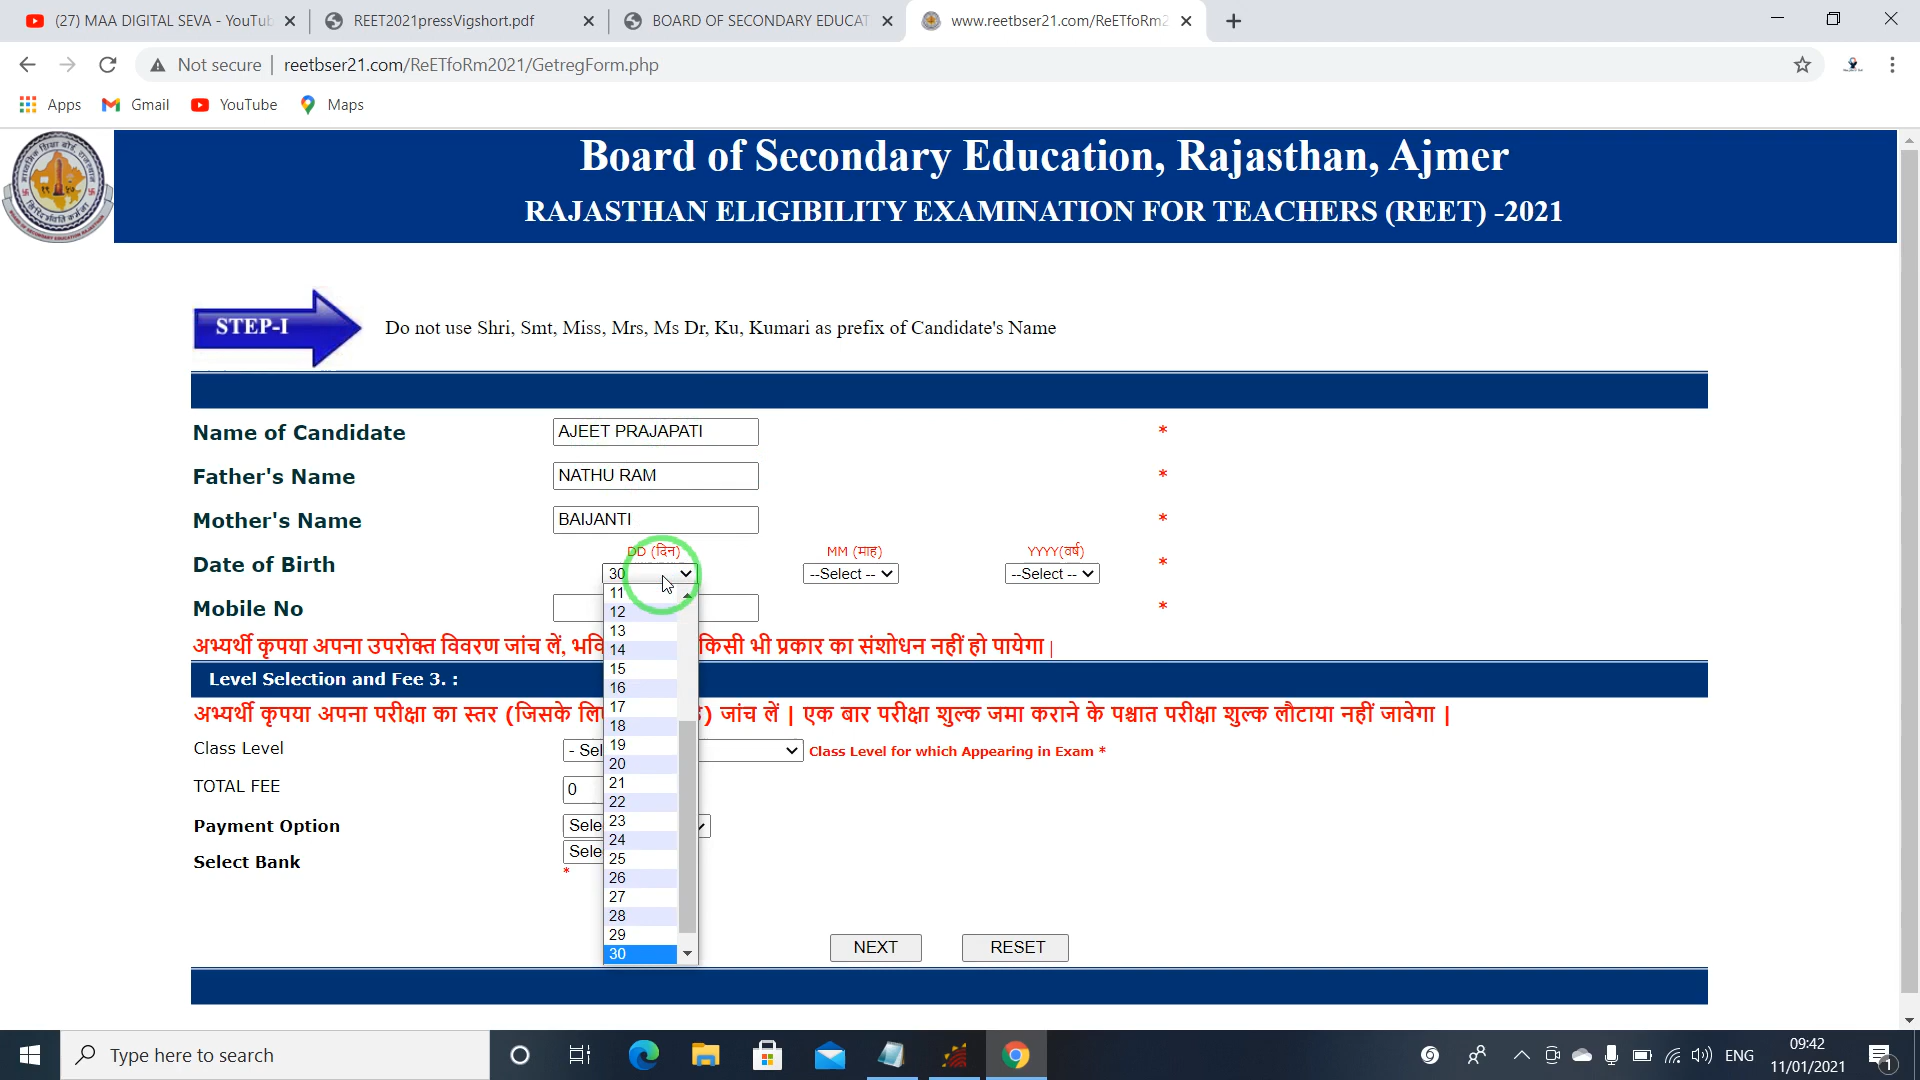 (27) MAA DIGITAL SEVA - YouTub
REET2021pressVigshort.pdf
BOARD OF SECONDARY EDUCAT
www.reetbser21.com/ReETfoRm2
Not secure
reetbser21.com/ReETfoRm2021/GetregForm.php
Apps
Gmail
YouTube
Maps
Board of Secondary Education, Rajasthan, Ajmer
RAJASTHAN ELIGIBILITY EXAMINATION FOR TEACHERS (REET) -2021
STEP-I
Do not use Shri, Smt, Miss, Mrs, Ms Dr, Ku, Kumari as prefix of Candidate's Name
Name of Candidate AJEET PRAJAPATI *
Father's Name NATHU RAM *
Mother's Name BAIJANTI *
DD (दिन) MM (माह) YYYY(वर्ष)
Date of Birth 30 --Select -- --Select -- *
Mobile No *
अभ्यर्थी कृपया अपना उपरोक्त विवरण जांच लें, किसी भी प्रकार का संशोधन नहीं हो पायेगा |
Level Selection and Fee 3. :
अभ्यर्थी कृपया अपना परीक्षा का स्तर ) जांच लें | एक बार परीक्षा शुल्क जमा कराने के पश्चात परीक्षा शुल्क लौटाया नहीं जावेगा |
Class Level - Sel Class Level for which Appearing in Exam *
TOTAL FEE 0
Payment Option Sele
Select Bank Sele
*
11
12
13
14
15
16
17
18
19
20
21
22
23
24
25
26
27
28
29
30
NEXT RESET
Type here to search
ENG
09:42
11/01/2021
1